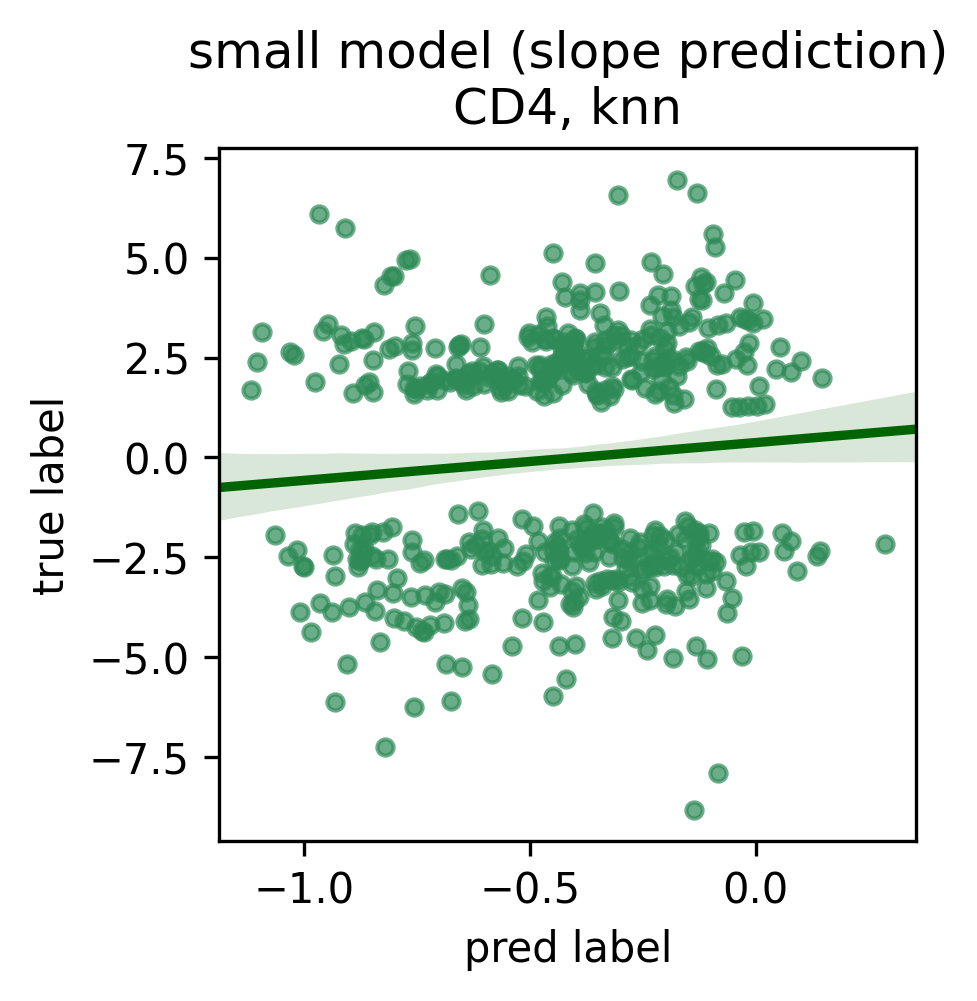 small model (slope prediction)
CD4, knn
7.5
5.0
2.5
0.0
−2.5
−5.0
−7.5
true label
−1.0
−0.5
0.0
pred label